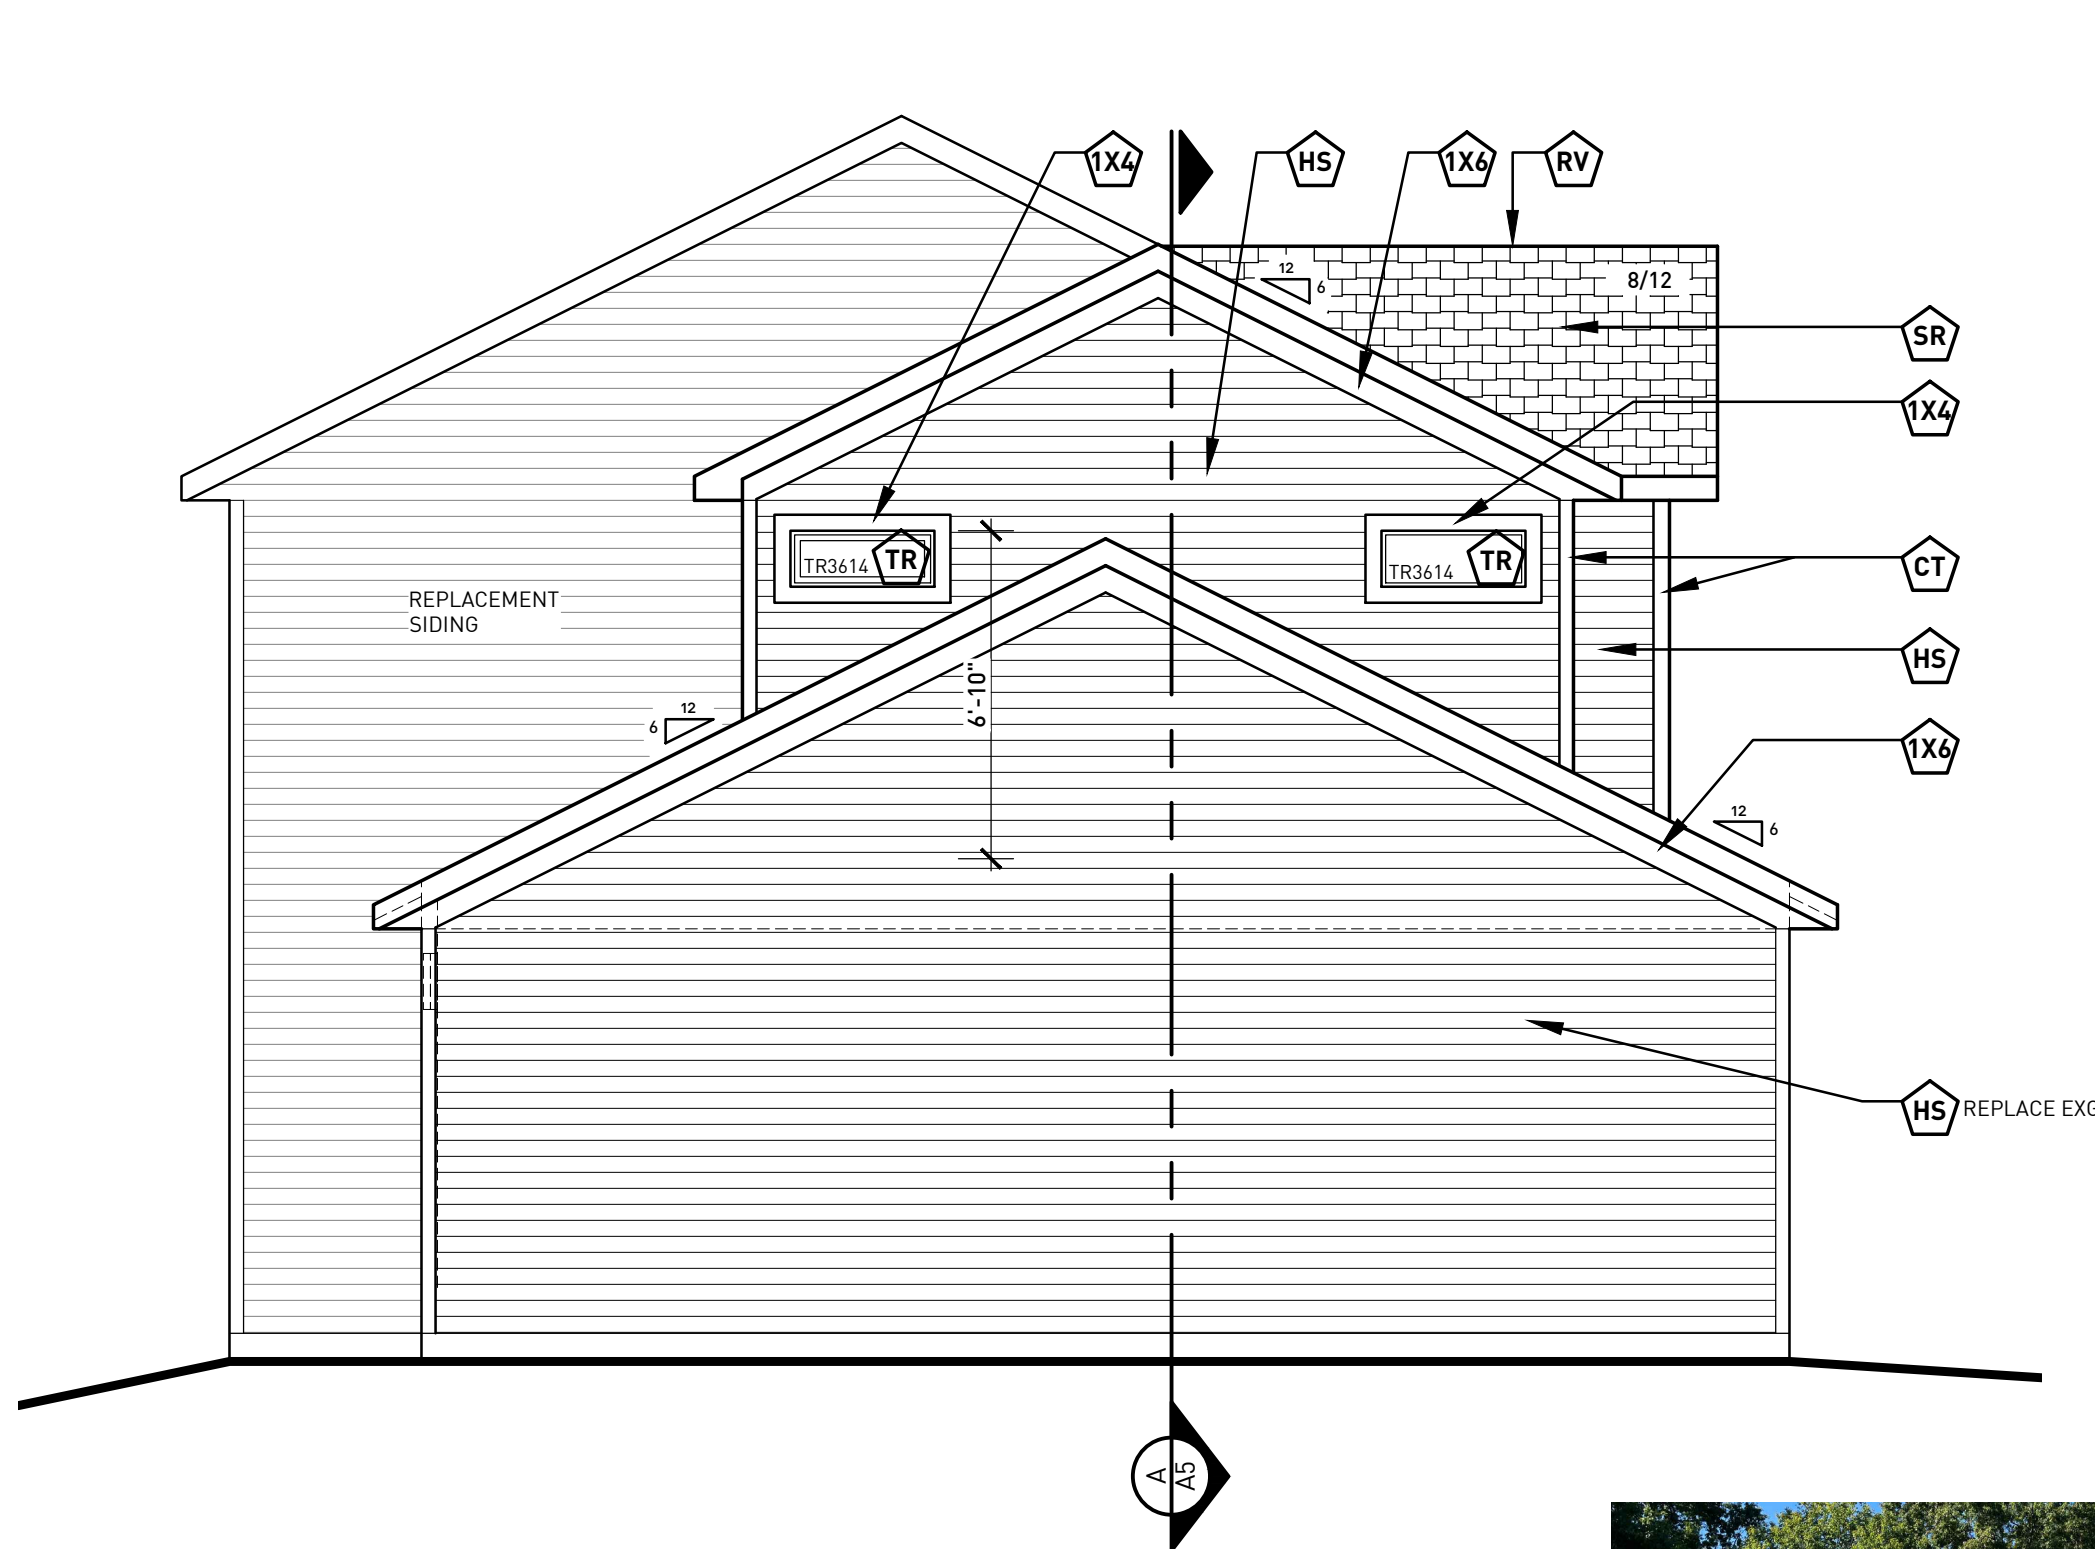 1X4
HS
1X6
RV
12
6
8/12
SR
1X4
TR3614
TR
TR3614
TR
CT
REPLACEMENT
SIDING
HS
6'-10"
12
6
1X6
12
6
HS REPLACE EXG
A
A5